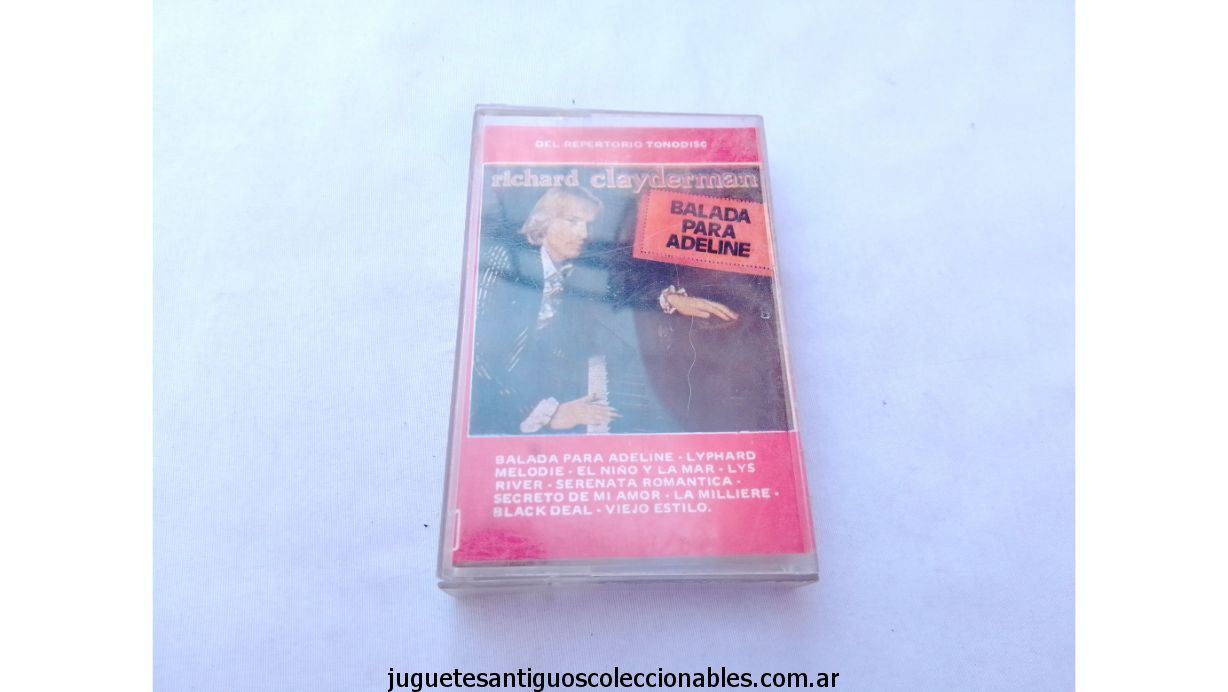 DEL REPERTORIO TONODISC
richard clayderman
BALADA
PARA
ADELINE
BALADA PARA ADELINE • LYPHARD
MELODIE • EL NIÑO Y LA MAR • LYS
RIVER • SERENATA ROMANTICA •
SECRETO DE MI AMOR • LA MILLIERE •
BLACK DEAL • VIEJO ESTILO.
juguetesantiguoscoleccionables.com.ar